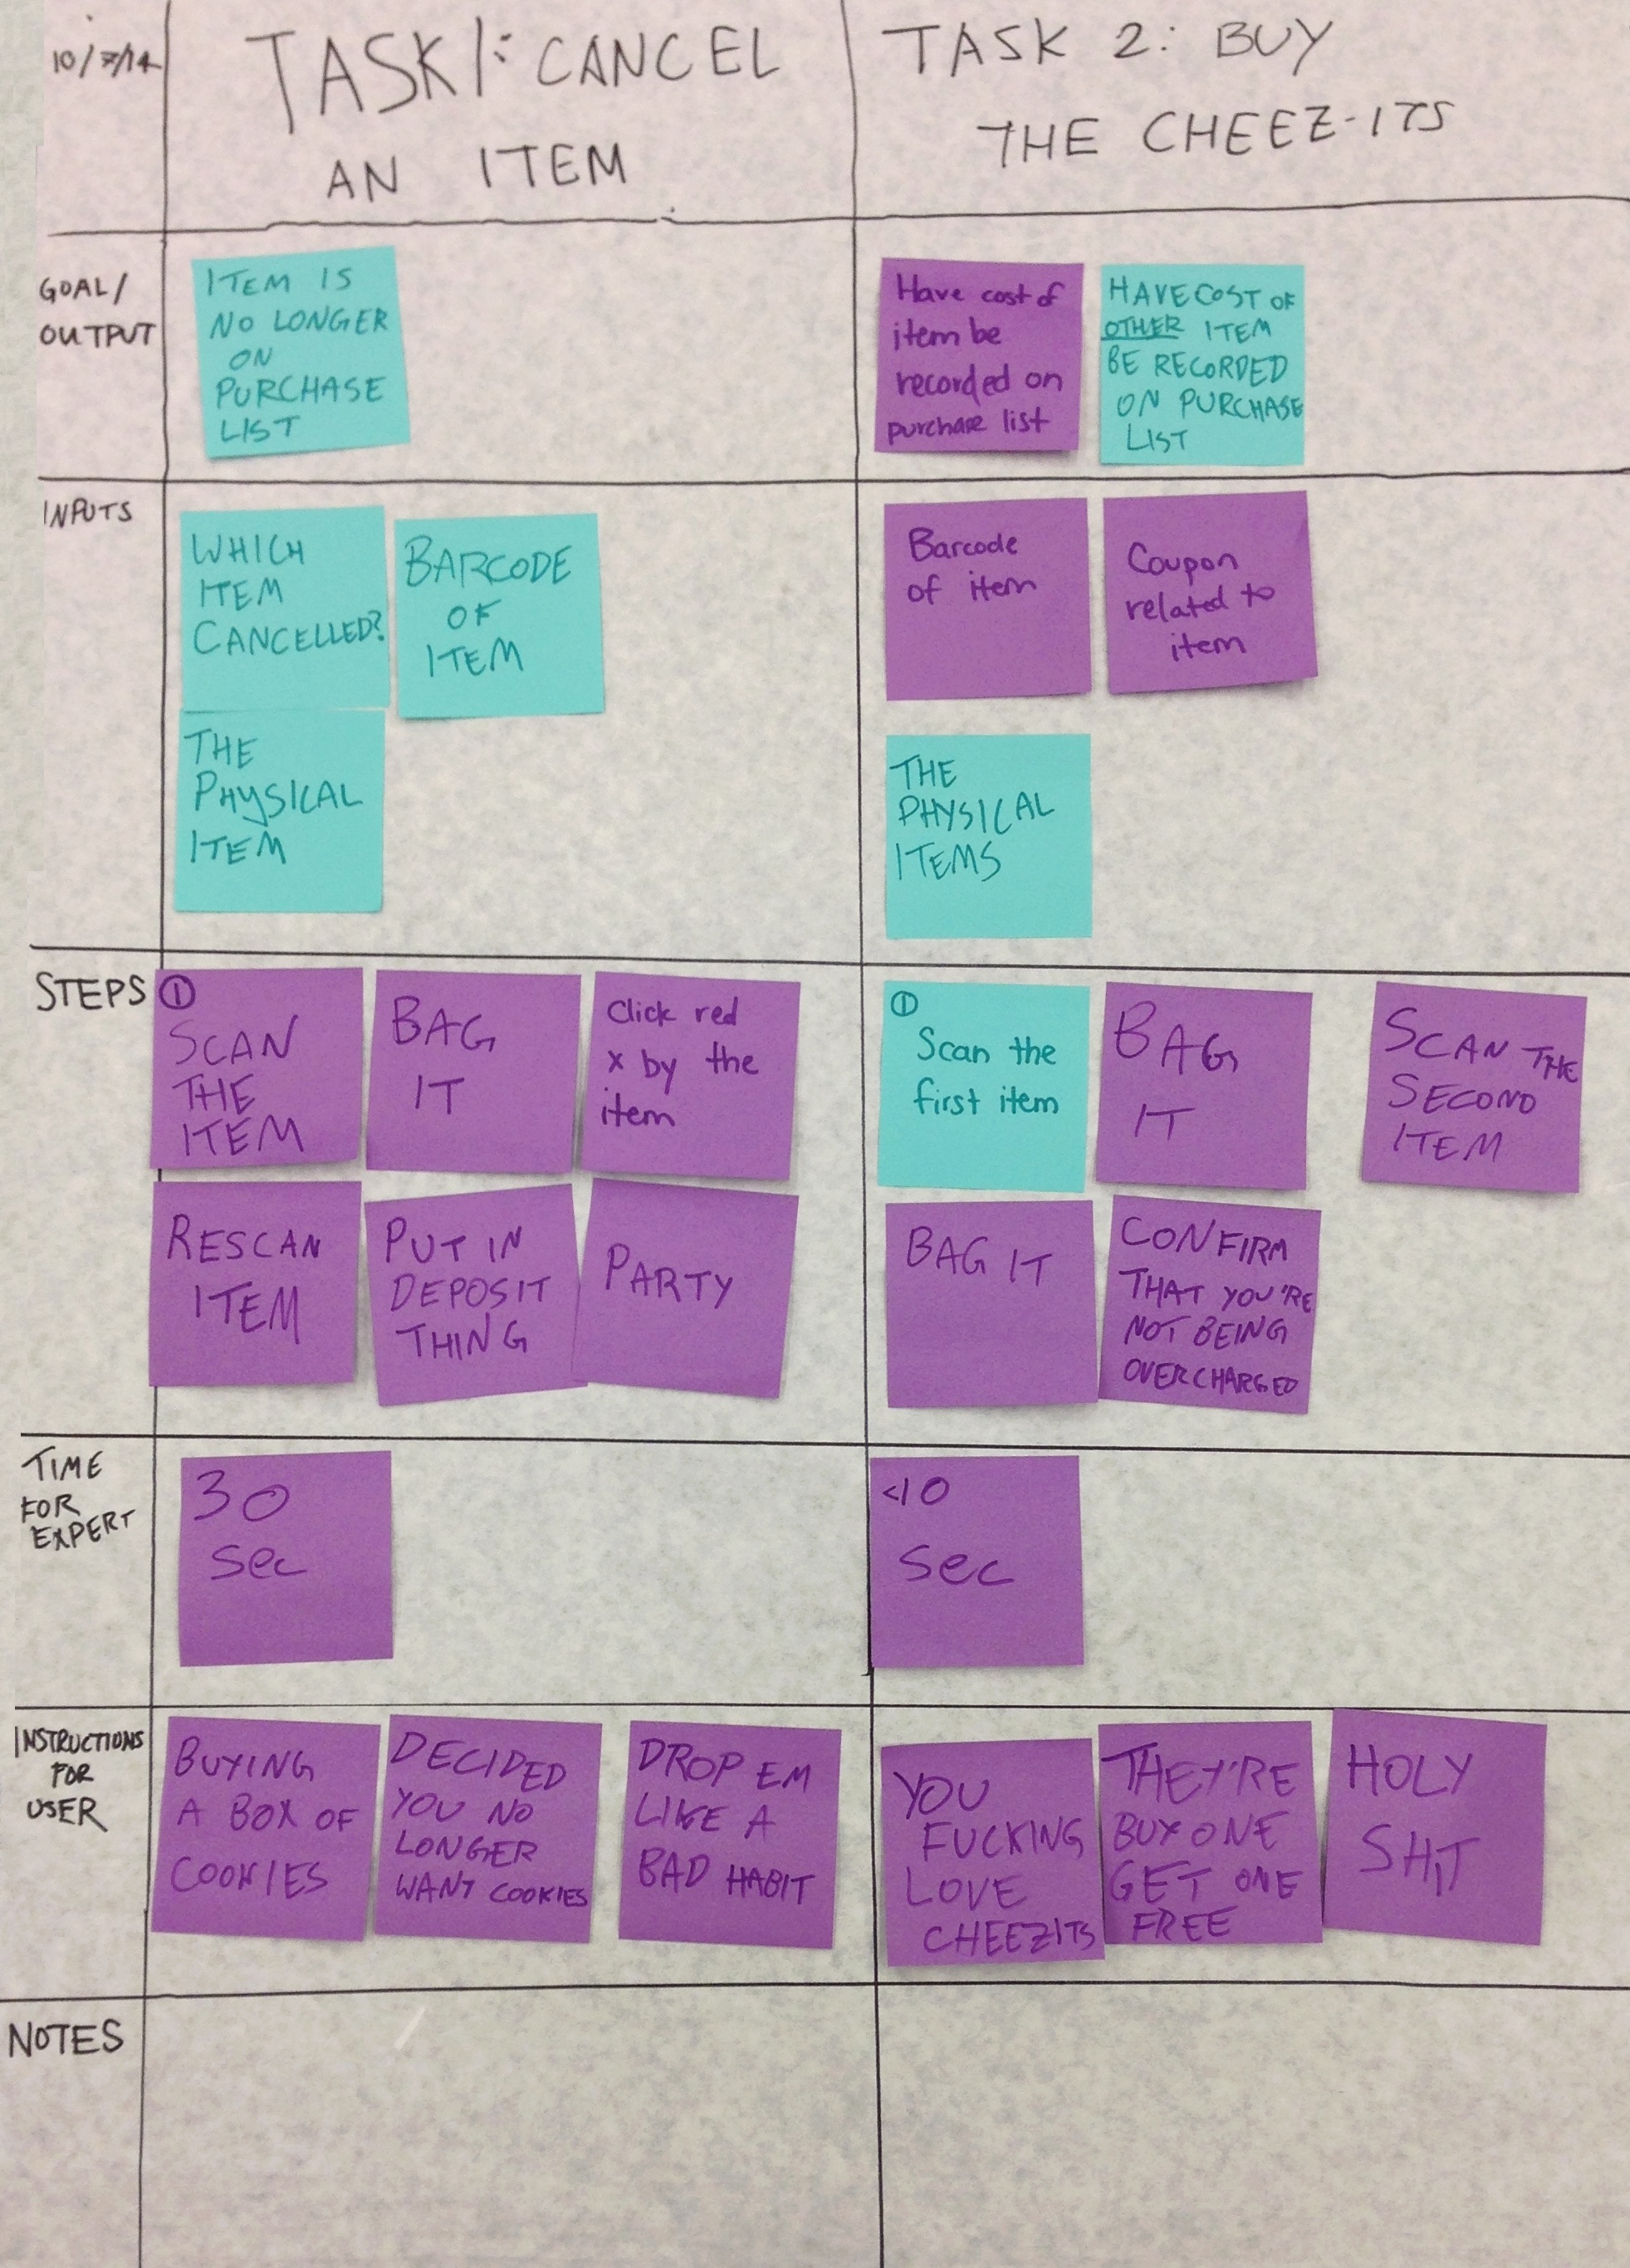 10/7/14
TASK 1: CANCEL
AN ITEM
TASK 2: BUY
THE CHEEZ-ITS
GOAL/
OUTPUT
ITEM IS
NO LONGER
ON
PURCHASE
LIST
Have cost of
item be
recorded on
purchase list
HAVE COST OF
OTHER ITEM
BE RECORDED
ON PURCHASE
LIST
INPUTS
WHICH
ITEM
CANCELLED?
BARCODE
OF
ITEM
THE
PHYSICAL
ITEM
Barcode
of item
Coupon
related to
item
THE
PHYSICAL
ITEMS
STEPS
①
SCAN
THE
ITEM
BAG
IT
Click red
x by the
item
RESCAN
ITEM
PUT IN
DEPOSIT
THING
PARTY
①
Scan the
first item
BAG
IT
SCAN THE
SECOND
ITEM
BAG IT
CONFIRM
THAT YOU'RE
NOT BEING
OVERCHARGED
TIME
FOR
EXPERT
30
sec
<10
sec
INSTRUCTIONS
FOR
USER
BUYING
A BOX OF
COOKIES
DECIDED
YOU NO
LONGER
WANT COOKIES
DROP EM
LIKE A
BAD HABIT
YOU
FUCKING
LOVE
CHEEZITS
THEY'RE
BUY ONE
GET ONE
FREE
HOLY
SHIT
NOTES